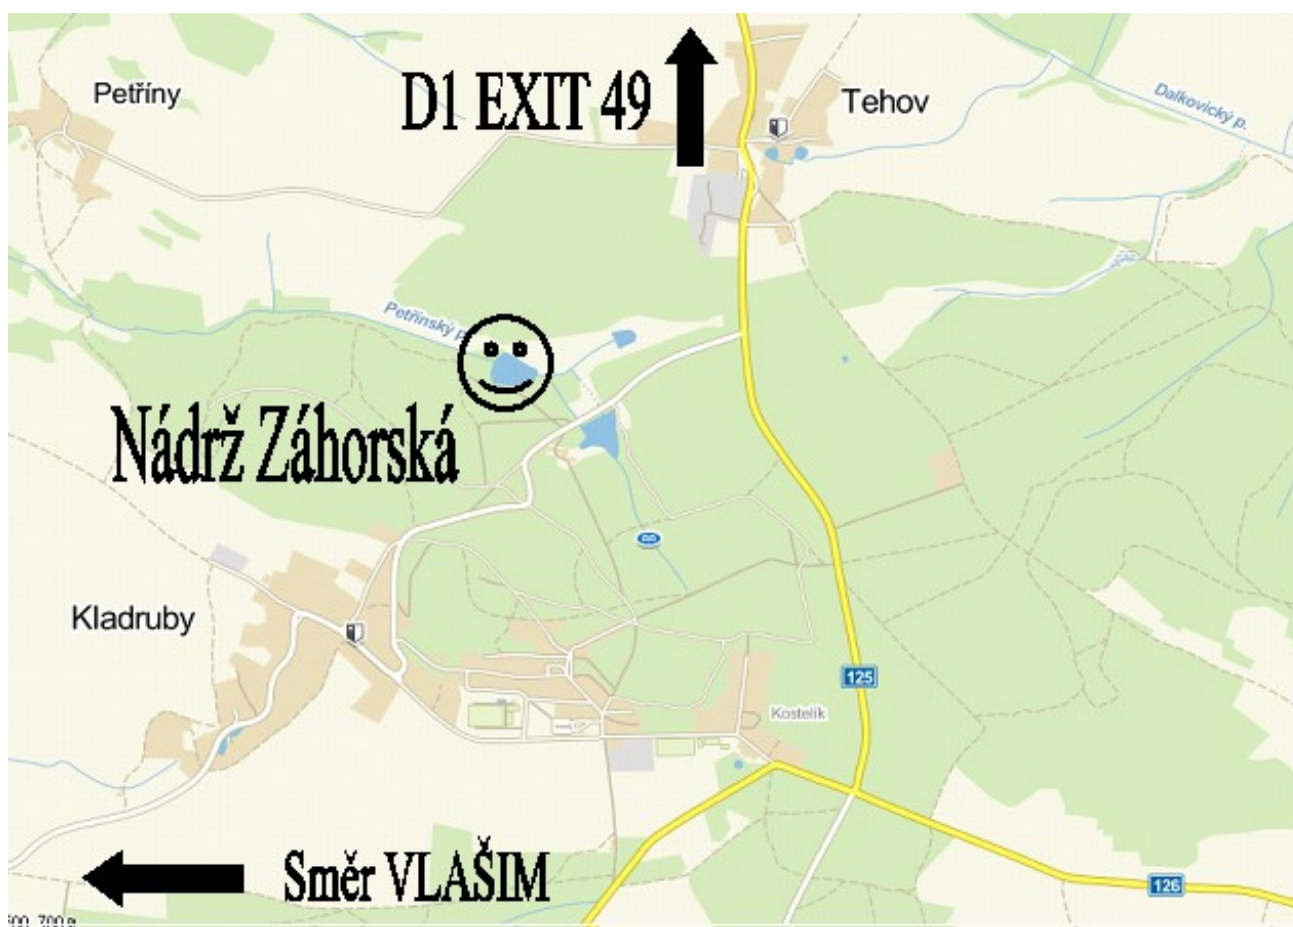 D1 EXIT 49
Petříny
Tehov
Dalkovický p.
Petřínský p.
Nádrž Záhorská
Kladruby
125
Kostelík
126
Směr VLAŠIM